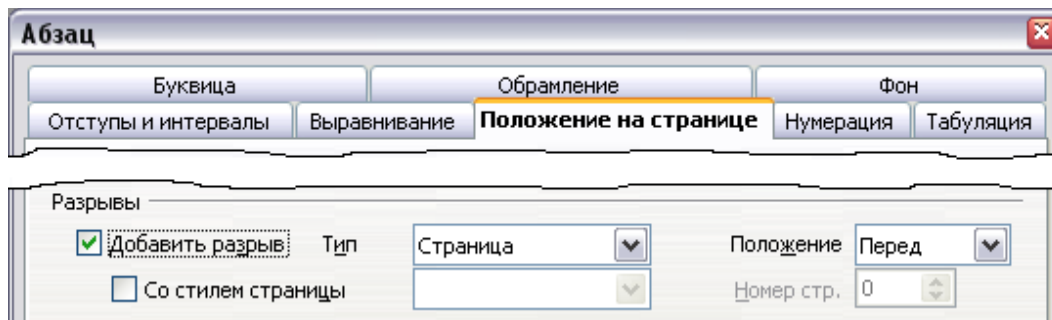 Абзац
Буквица Обрамление Фон
Отступы и интервалы Выравнивание Положение на странице Нумерация Табуляция
Разрывы
Добавить разрыв Тип Страница Положение Перед
Со стилем страницы Номер стр. 0